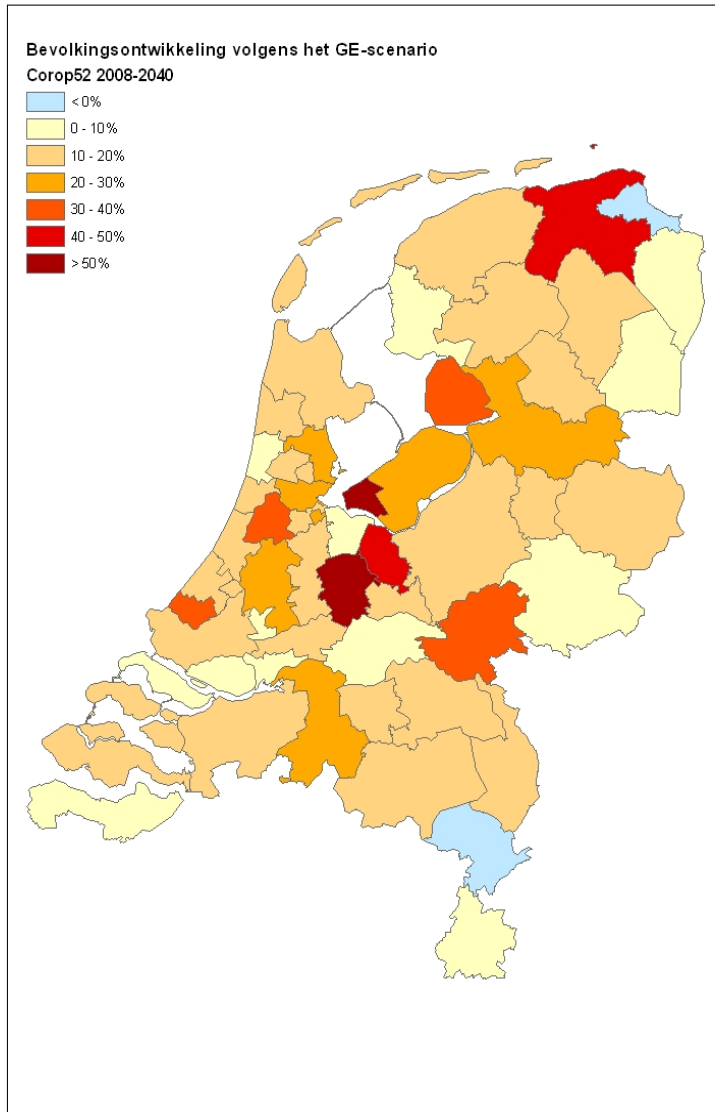 Bevolkingsontwikkeling volgens het GE-scenario
Corop52 2008-2040
< 0%
0 - 10%
10 - 20%
20 - 30%
30 - 40%
40 - 50%
> 50%